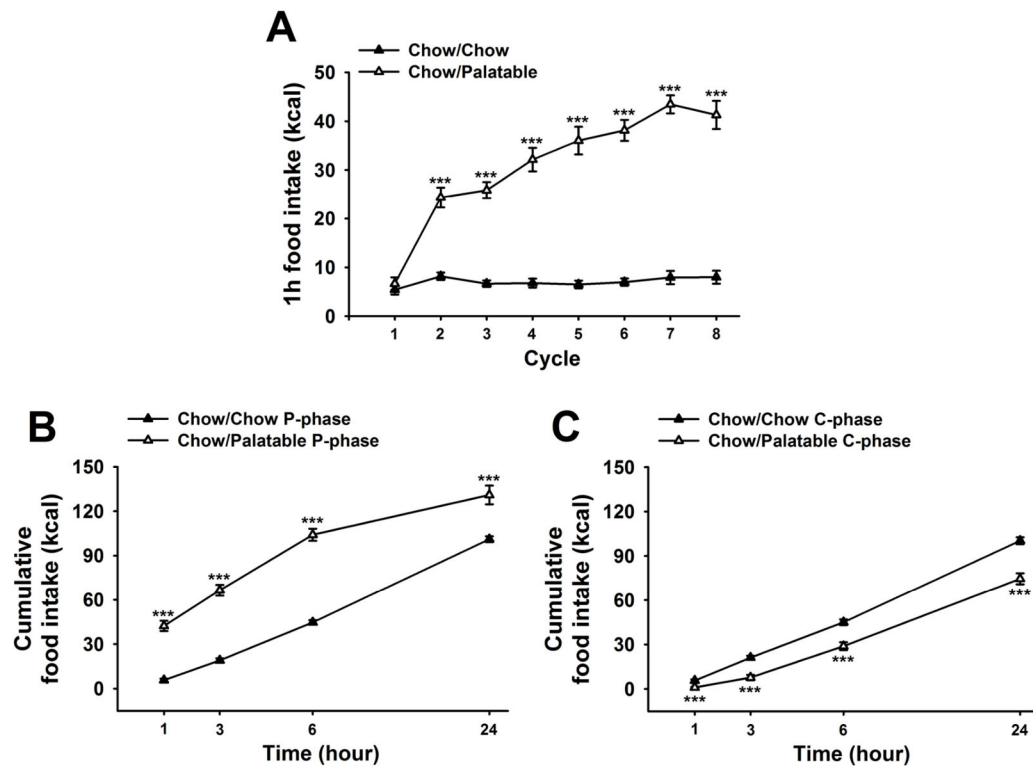 A
Chow/Chow
Chow/Palatable
50
40
30
20
10
0
1h food intake (kcal)
***
***
***
***
***
***
***
1 2 3 4 5 6 7 8
Cycle
B
Chow/Chow P-phase
Chow/Palatable P-phase
150
120
90
60
30
0
Cumulative
food intake (kcal)
***
***
***
***
1 3 6 24
Time (hour)
C
Chow/Chow C-phase
Chow/Palatable C-phase
150
120
90
60
30
0
Cumulative
food intake (kcal)
***
***
***
***
1 3 6 24
Time (hour)